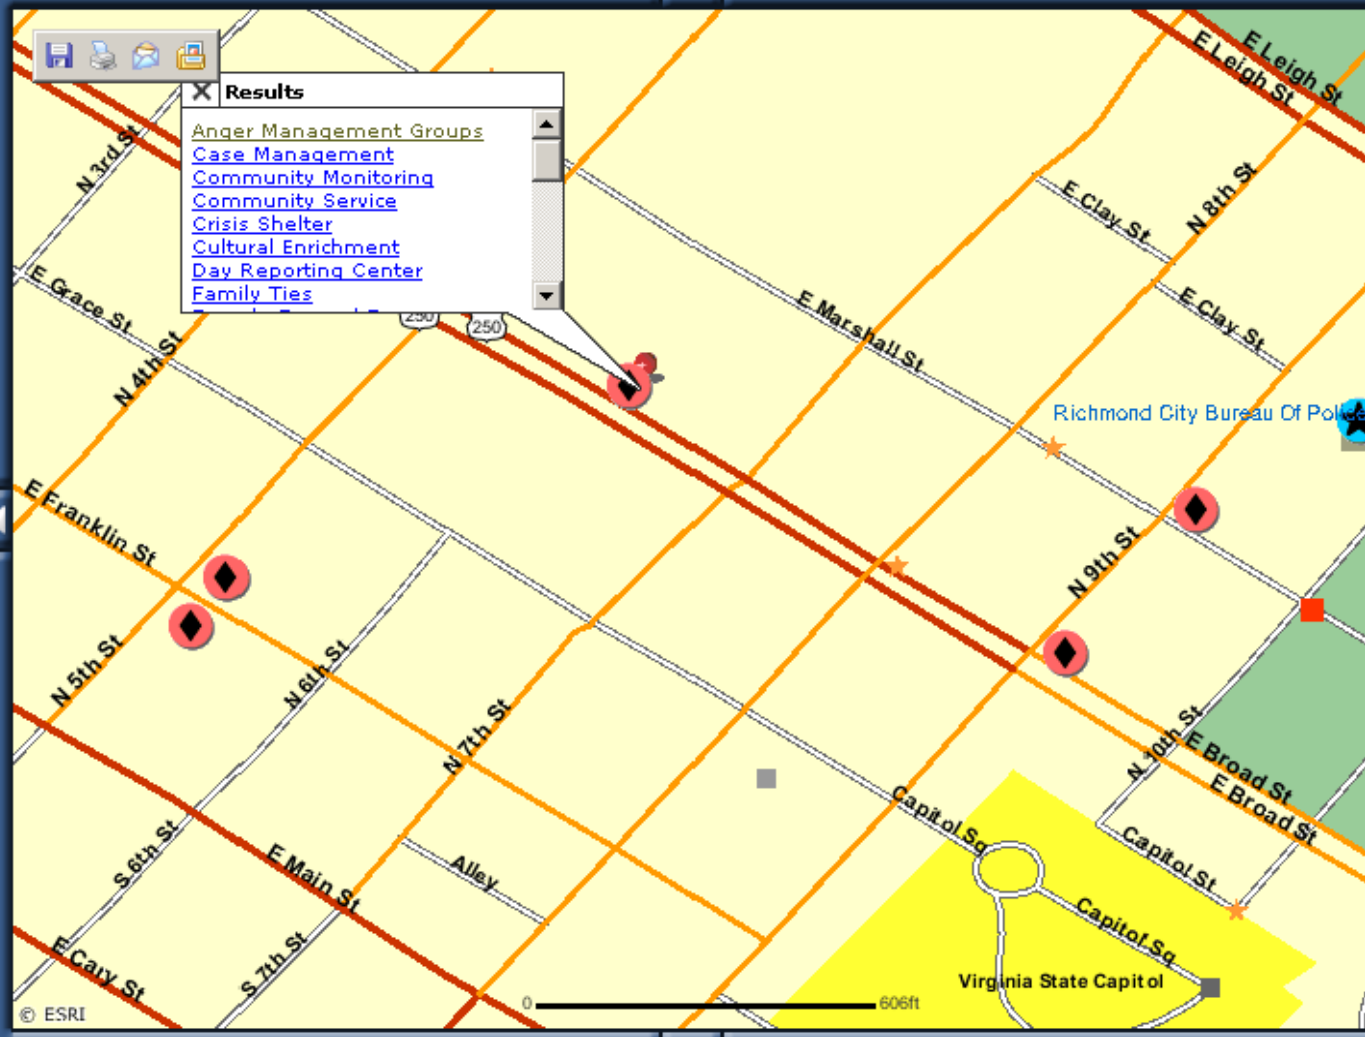 Results
Anger Management Groups
Case Management
Community Monitoring
Community Service
Crisis Shelter
Cultural Enrichment
Day Reporting Center
Family Ties
E Leigh St
E Leigh St
N 3rd St
N 8th St
E Clay St
E Clay St
E Grace St
E Marshall St
250
250
N 4th St
Richmond City Bureau Of Police
E Franklin St
N 9th St
N 5th St
N 6th St
N 7th St
N 10th St
E Broad St
E Broad St
Capitol Sq
Capitol St
S 6th St
E Main St
Alley
Capitol Sq
E Cary St
S 7th St
Virginia State Capitol
0
606ft
© ESRI